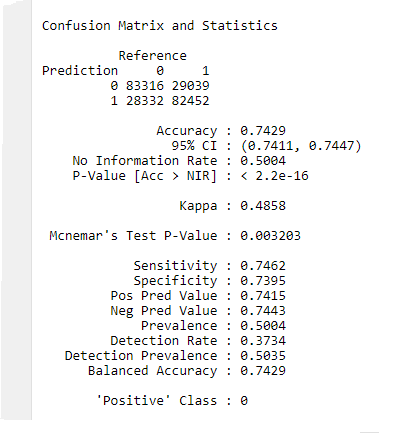 Confusion Matrix and Statistics
Reference
Prediction 0 1
0 83316 29039
1 28332 82452
Accuracy : 0.7429
95% CI : (0.7411, 0.7447)
No Information Rate : 0.5004
P-Value [Acc > NIR] : < 2.2e-16
Kappa : 0.4858
Mcnemar's Test P-Value : 0.003203
Sensitivity : 0.7462
Specificity : 0.7395
Pos Pred Value : 0.7415
Neg Pred Value : 0.7443
Prevalence : 0.5004
Detection Rate : 0.3734
Detection Prevalence : 0.5035
Balanced Accuracy : 0.7429
'Positive' Class : 0